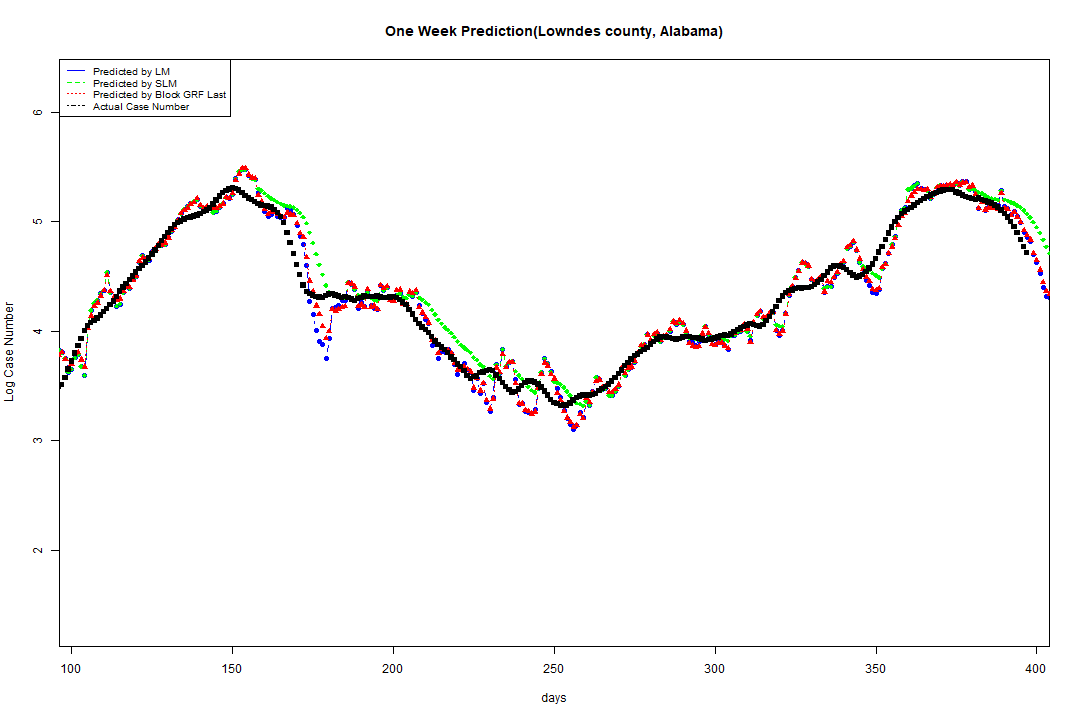 One Week Prediction(Lowndes county, Alabama)
Predicted by LM
Predicted by SLM
Predicted by Block GRF Last
Actual Case Number
6
5
4
3
2
Log Case Number
100 150 200 250 300 350 400
days